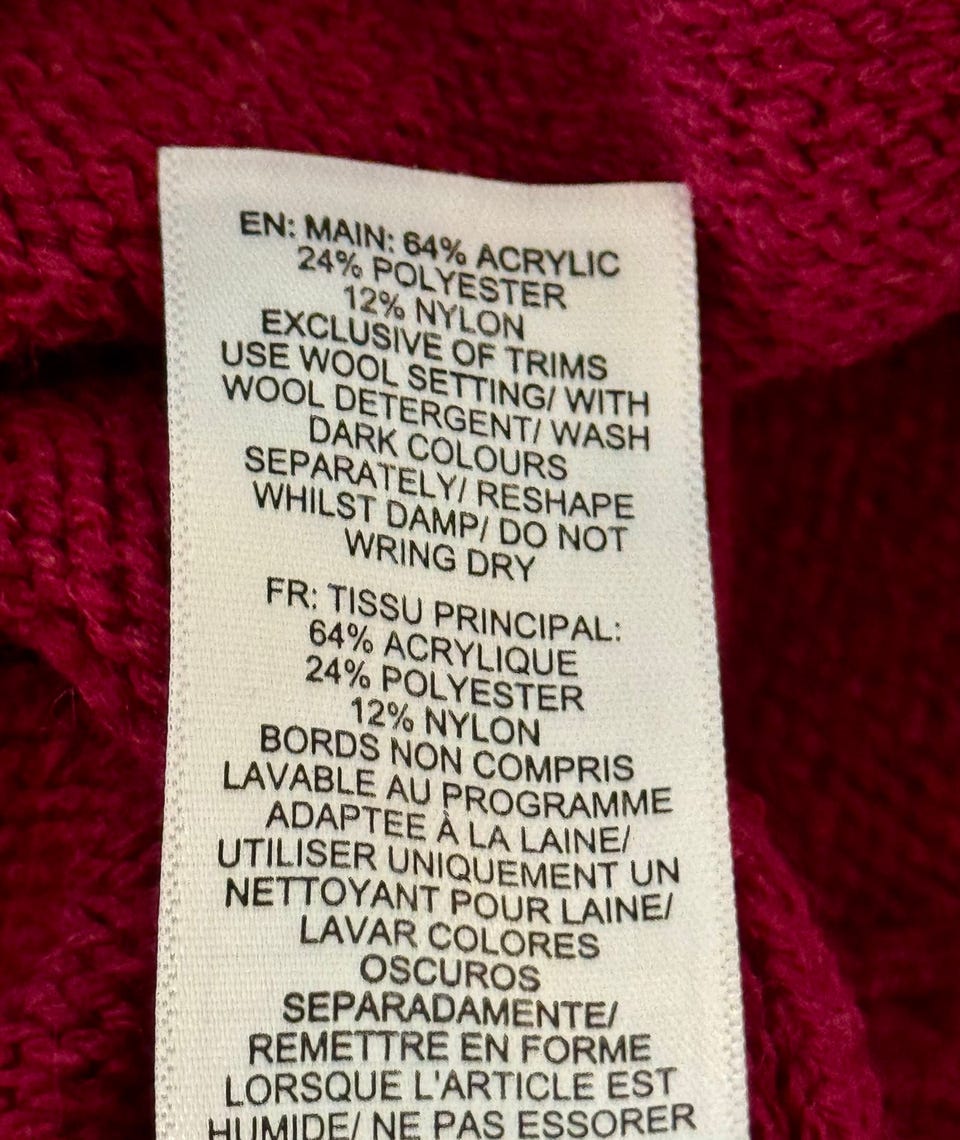 EN: MAIN: 64% ACRYLIC
24% POLYESTER
12% NYLON
EXCLUSIVE OF TRIMS
USE WOOL SETTING/ WITH
WOOL DETERGENT/ WASH
DARK COLOURS
SEPARATELY/ RESHAPE
WHILST DAMP/ DO NOT
WRING DRY
FR: TISSU PRINCIPAL:
64% ACRYLIQUE
24% POLYESTER
12% NYLON
BORDS NON COMPRIS
LAVABLE AU PROGRAMME
ADAPTEE À LA LAINE/
UTILISER UNIQUEMENT UN
NETTOYANT POUR LAINE/
LAVAR COLORES
OSCUROS
SEPARADAMENTE/
REMETTRE EN FORME
LORSQUE L'ARTICLE EST
HUMIDE/ NE PAS ESSORER